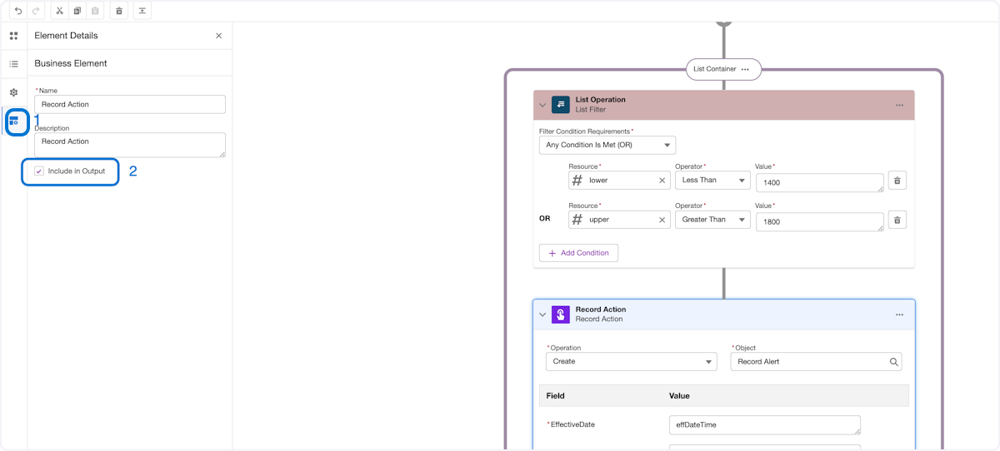 Element Details
Business Element
*Name
Record Action
1
Description
Record Action
Include in Output
2
List Container
List Operation
List Filter
Filter Condition Requirements*
Any Condition Is Met (OR)
Resource* Operator* Value*
lower Less Than 1400
Resource* Operator* Value*
OR upper Greater Than 1800
+ Add Condition
Record Action
Record Action
*Operation *Object
Create Record Alert
Field Value
*EffectiveDate effDateTime